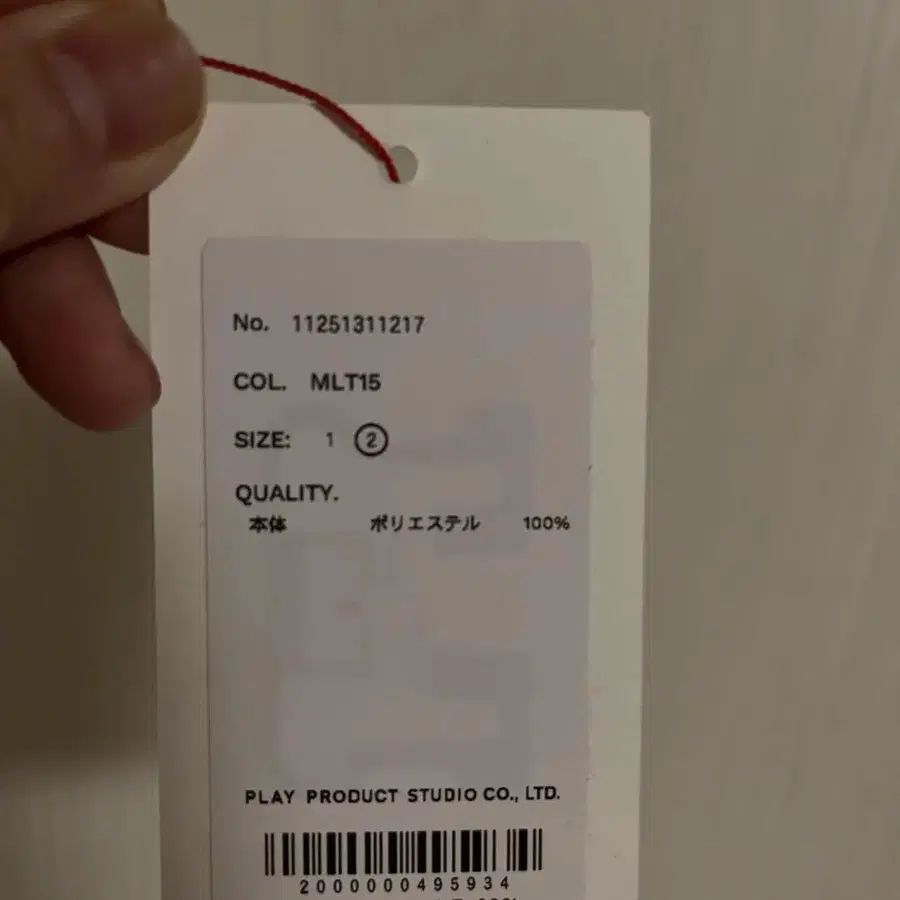 No. 11251311217
COL. MLT15
SIZE: 1 ②
QUALITY.
本体 ポリエステル 100%
PLAY PRODUCT STUDIO CO., LTD.
2000000495934